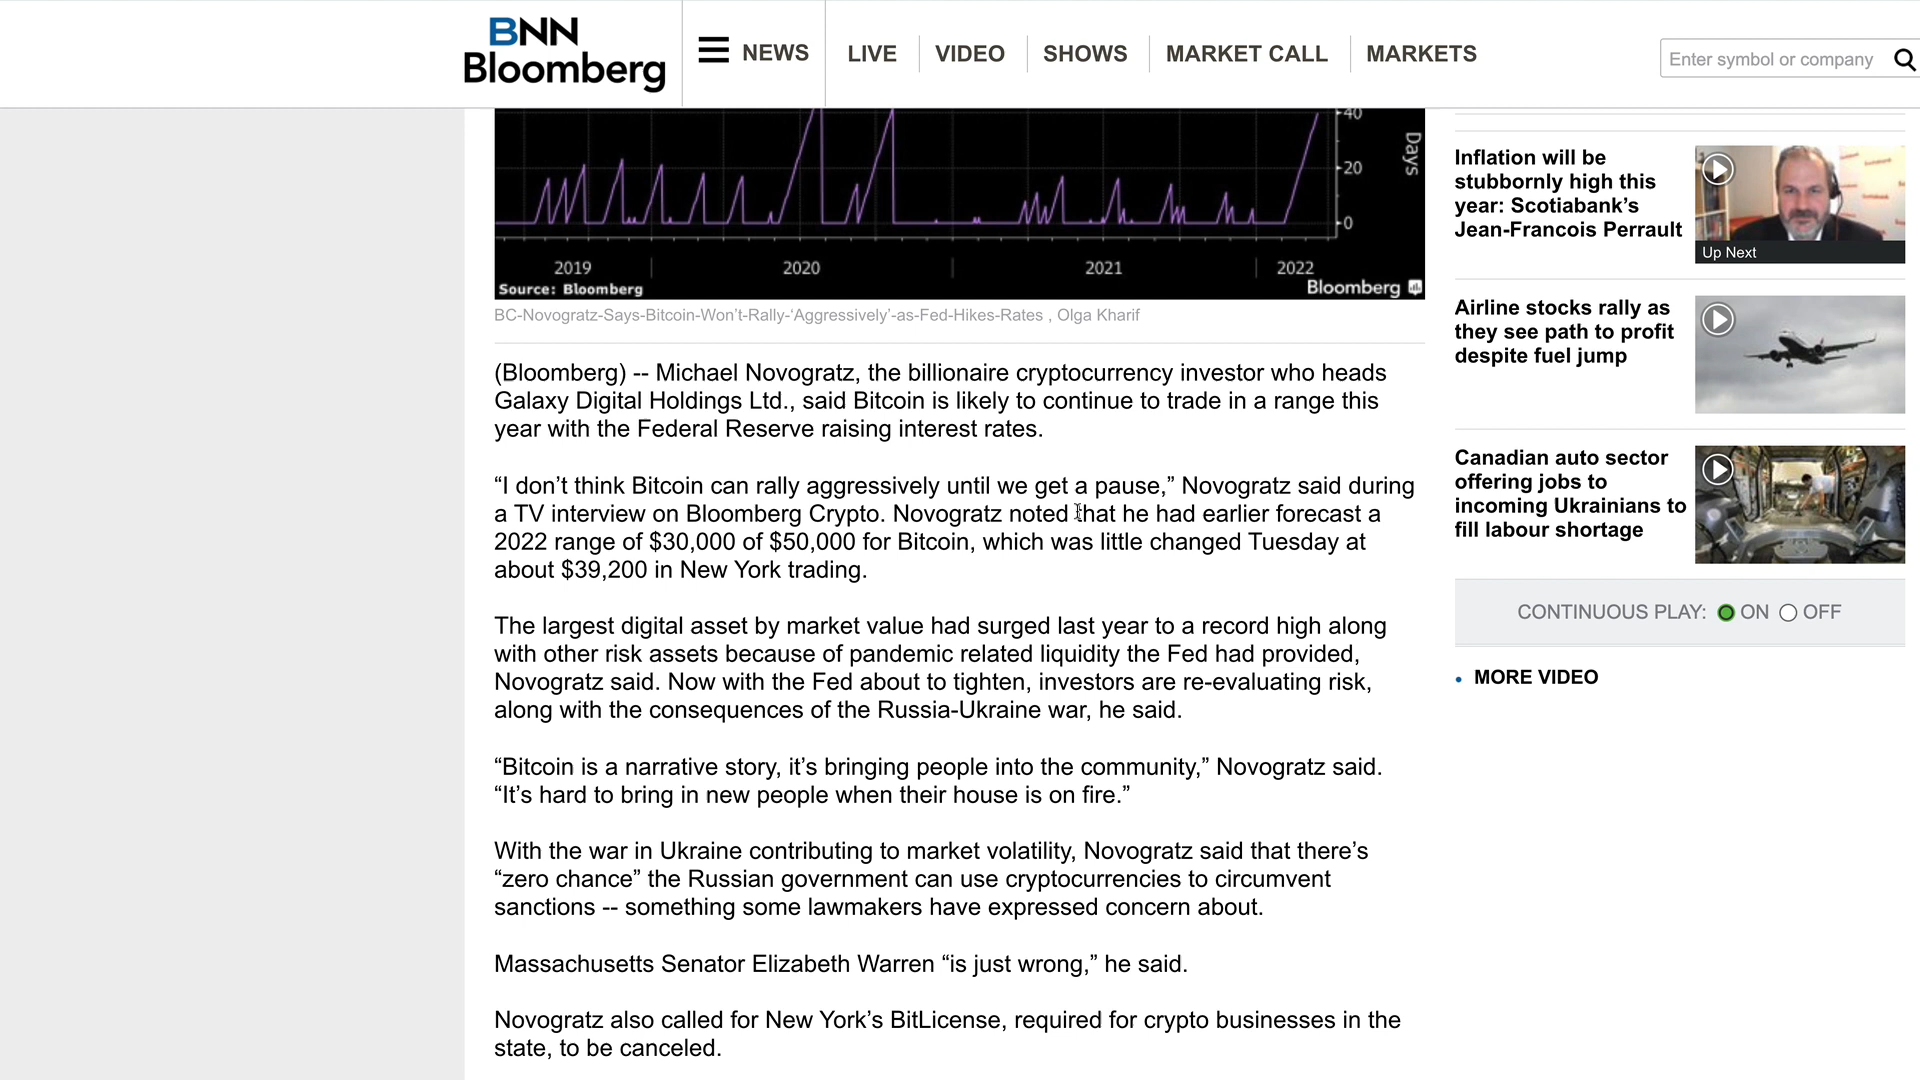 BNN
Bloomberg
NEWS
LIVE
VIDEO
SHOWS
MARKET CALL
MARKETS
Enter symbol or company
40
20
0
Days
2019
2020
2021
2022
Source: Bloomberg
Bloomberg
BC-Novogratz-Says-Bitcoin-Won’t-Rally-‘Aggressively’-as-Fed-Hikes-Rates , Olga Kharif
(Bloomberg) -- Michael Novogratz, the billionaire cryptocurrency investor who heads
Galaxy Digital Holdings Ltd., said Bitcoin is likely to continue to trade in a range this
year with the Federal Reserve raising interest rates.
“I don’t think Bitcoin can rally aggressively until we get a pause,” Novogratz said during
a TV interview on Bloomberg Crypto. Novogratz noted that he had earlier forecast a
2022 range of $30,000 of $50,000 for Bitcoin, which was little changed Tuesday at
about $39,200 in New York trading.
The largest digital asset by market value had surged last year to a record high along
with other risk assets because of pandemic related liquidity the Fed had provided,
Novogratz said. Now with the Fed about to tighten, investors are re-evaluating risk,
along with the consequences of the Russia-Ukraine war, he said.
“Bitcoin is a narrative story, it’s bringing people into the community,” Novogratz said.
“It’s hard to bring in new people when their house is on fire.”
With the war in Ukraine contributing to market volatility, Novogratz said that there’s
“zero chance” the Russian government can use cryptocurrencies to circumvent
sanctions -- something some lawmakers have expressed concern about.
Massachusetts Senator Elizabeth Warren “is just wrong,” he said.
Novogratz also called for New York’s BitLicense, required for crypto businesses in the
state, to be canceled.
Inflation will be
stubbornly high this
year: Scotiabank’s
Jean-Francois Perrault
Up Next
Airline stocks rally as
they see path to profit
despite fuel jump
Canadian auto sector
offering jobs to
incoming Ukrainians to
fill labour shortage
CONTINUOUS PLAY: ON OFF
• MORE VIDEO